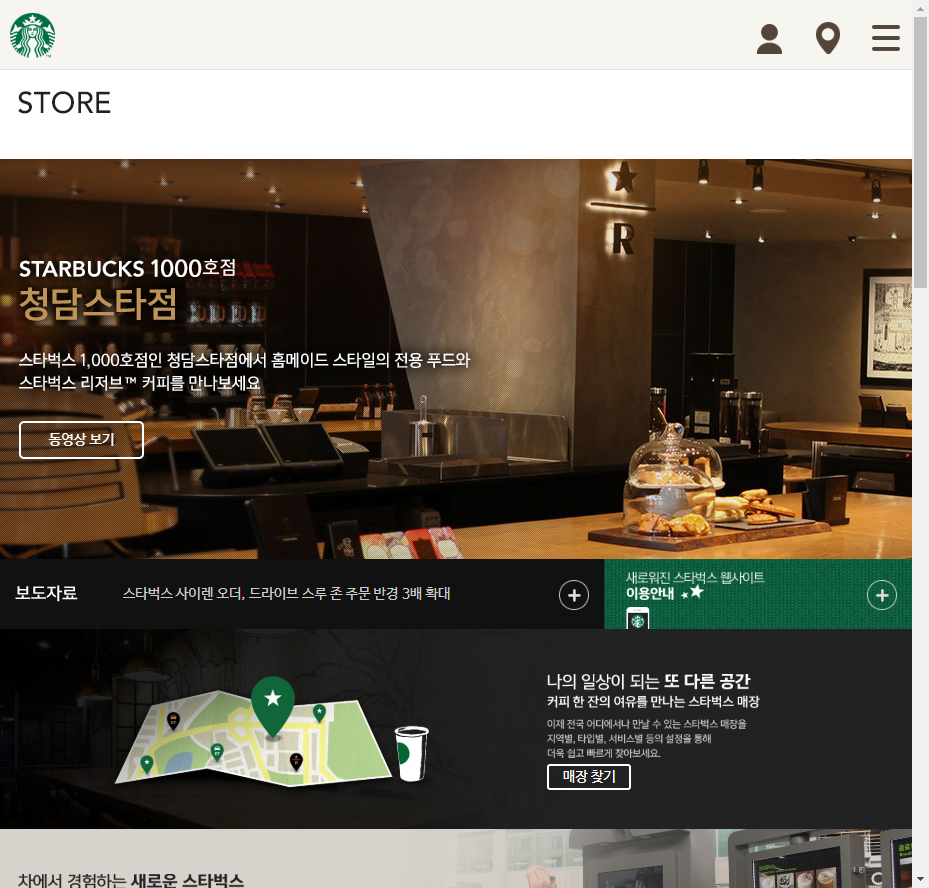 STORE
R
STARBUCKS 1000호점
청담스타점
스타벅스 1,000호점인 청담스타점에서 홈메이드 스타일의 전용 푸드와
스타벅스 리저브™ 커피를 만나보세요
동영상 보기
보도자료
스타벅스 사이렌 오더, 드라이브 스루 존 주문 반경 3배 확대
새로워진 스타벅스 웹사이트
이용안내
나의 일상이 되는 또 다른 공간
커피 한 잔의 여유를 만나는 스타벅스 매장
이제 전국 어디에서나 만날 수 있는 스타벅스 매장을
지역별, 타입별, 서비스별 등의 설정을 통해
더욱 쉽고 빠르게 찾아보세요.
매장 찾기
차에서 경험하는 새로운 스타벅스